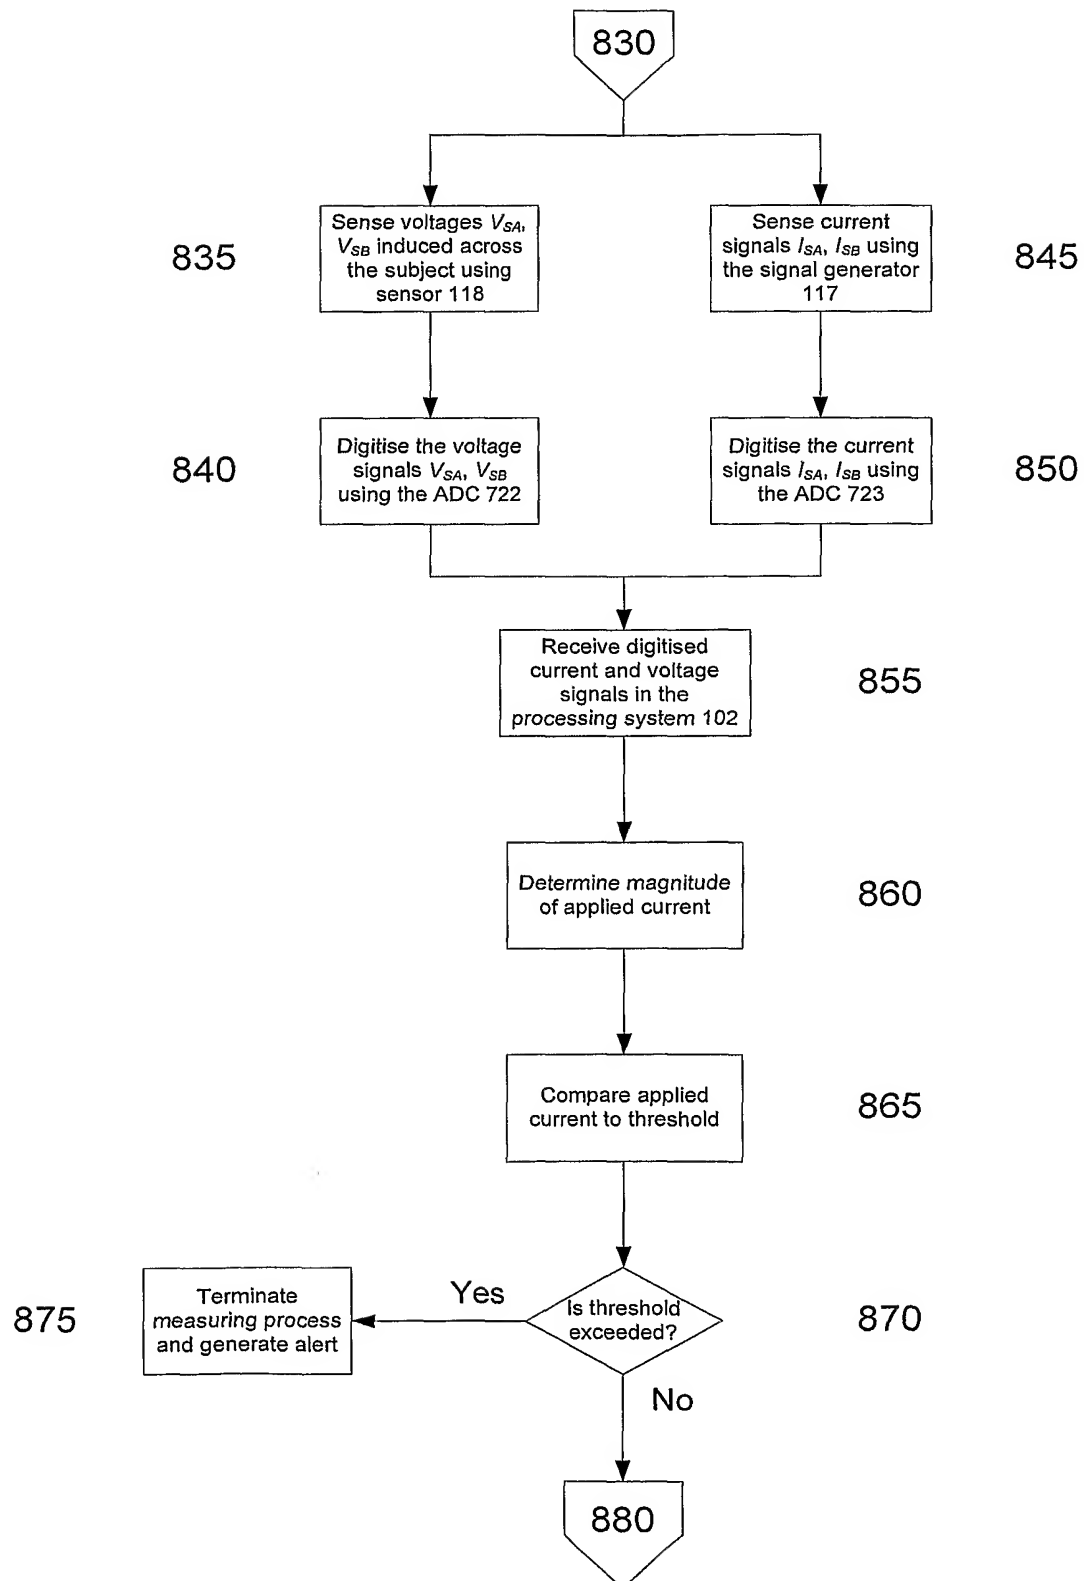 830
835
Sense voltages VSA,
VSB induced across
the subject using
sensor 118
Sense current
signals ISA, ISB using
the signal generator
117
845
840
Digitise the voltage
signals VSA, VSB
using the ADC 722
Digitise the current
signals ISA, ISB using
the ADC 723
850
Receive digitised
current and voltage
signals in the
processing system 102
855
Determine magnitude
of applied current
860
Compare applied
current to threshold
865
875
Terminate
measuring process
and generate alert
Yes
Is threshold
exceeded?
870
No
880